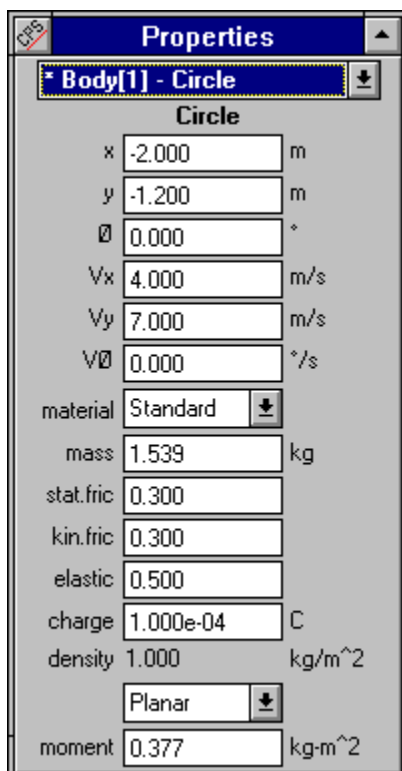 CPS Properties
* Body[1] - Circle
Circle
x -2.000 m
y -1.200 m
Ø 0.000 °
Vx 4.000 m/s
Vy 7.000 m/s
VØ 0.000 °/s
material Standard
mass 1.539 kg
stat.fric 0.300
kin.fric 0.300
elastic 0.500
charge 1.000e-04 C
density 1.000 kg/m^2
Planar
moment 0.377 kg-m^2